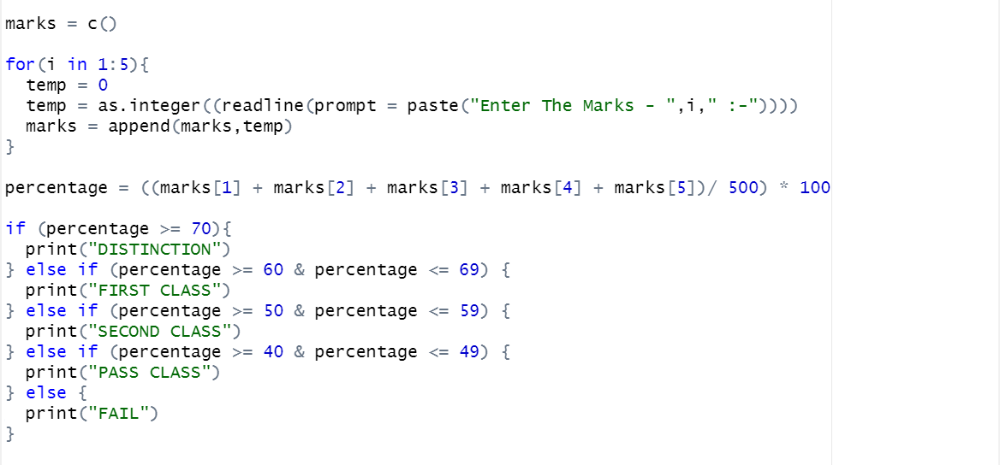 marks = c()
for(i in 1:5){
  temp = 0
  temp = as.integer((readline(prompt = paste("Enter The Marks - ",i," :-"))))
  marks = append(marks,temp)
}
percentage = ((marks[1] + marks[2] + marks[3] + marks[4] + marks[5])/ 500) * 100
if (percentage >= 70){
  print("DISTINCTION")
} else if (percentage >= 60 & percentage <= 69) {
  print("FIRST CLASS")
} else if (percentage >= 50 & percentage <= 59) {
  print("SECOND CLASS")
} else if (percentage >= 40 & percentage <= 49) {
  print("PASS CLASS")
} else {
  print("FAIL")
}